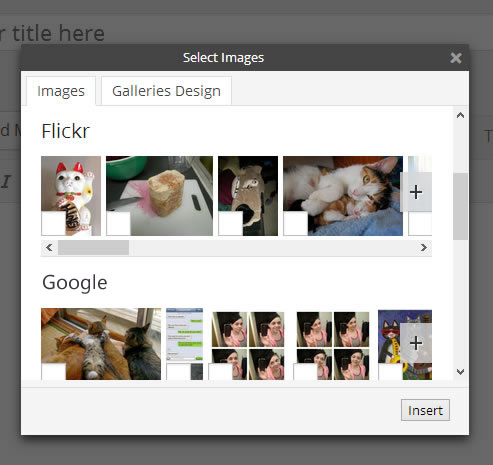 r title here
Select Images
Images
Galleries Design
d M
T
I
Flickr
Google
Insert